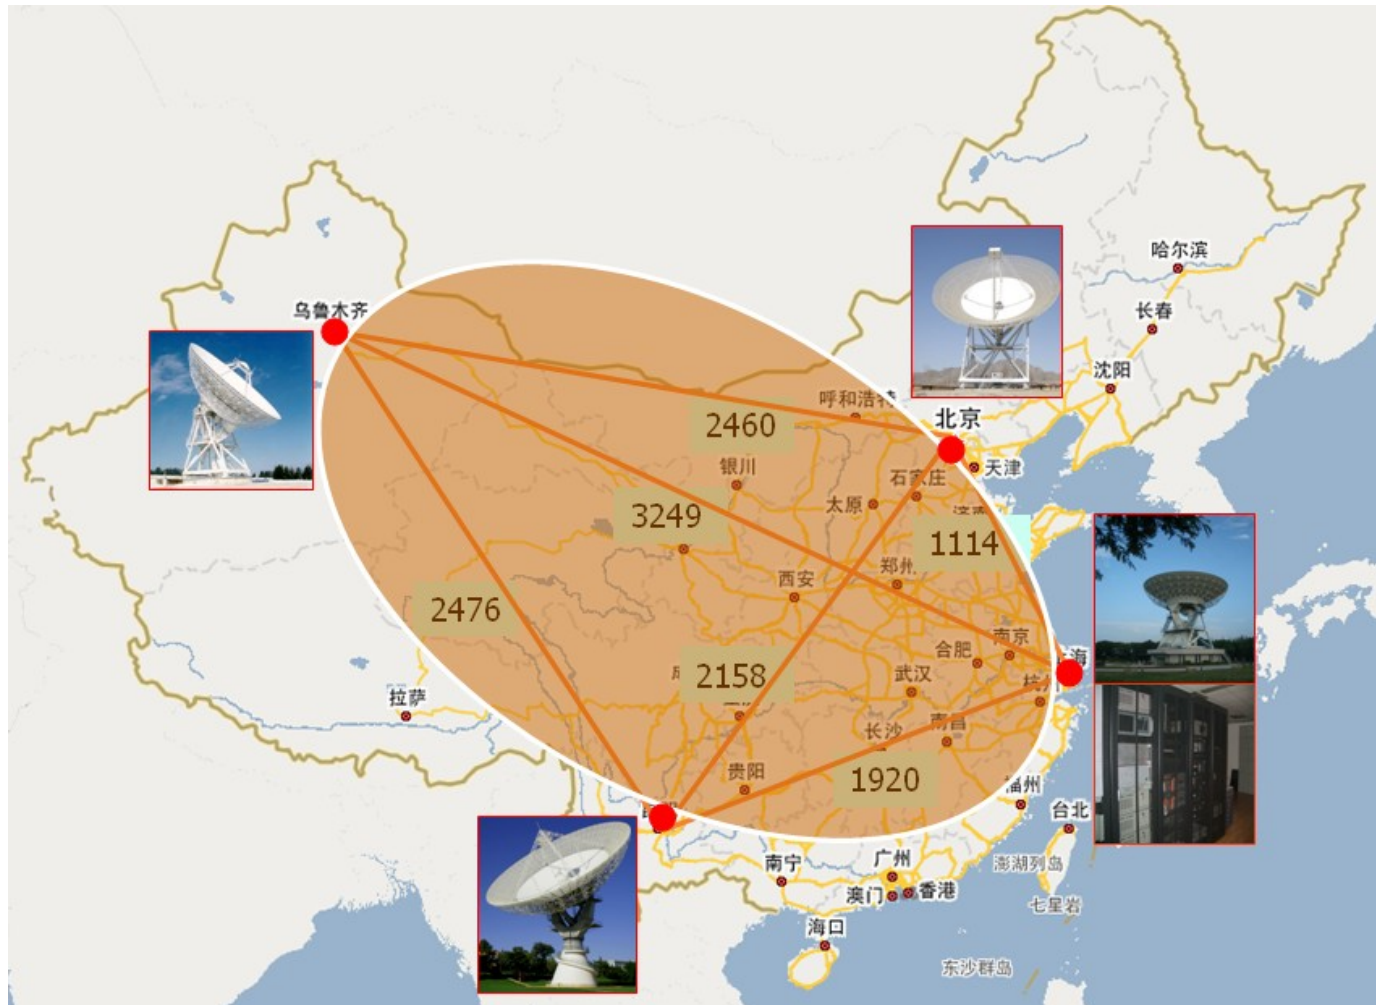 哈尔滨
乌鲁木齐
长春
沈阳
呼和浩特
北京
2460
银川
天津
石家庄
太原
3249
1114
郑州
西安
2476
南京
合肥
2158
武汉
拉萨
长沙
南昌
1920
贵阳
福州
台北
澎湖列岛
南宁
广州
香港
澳门
七星岩
海口
东沙群岛